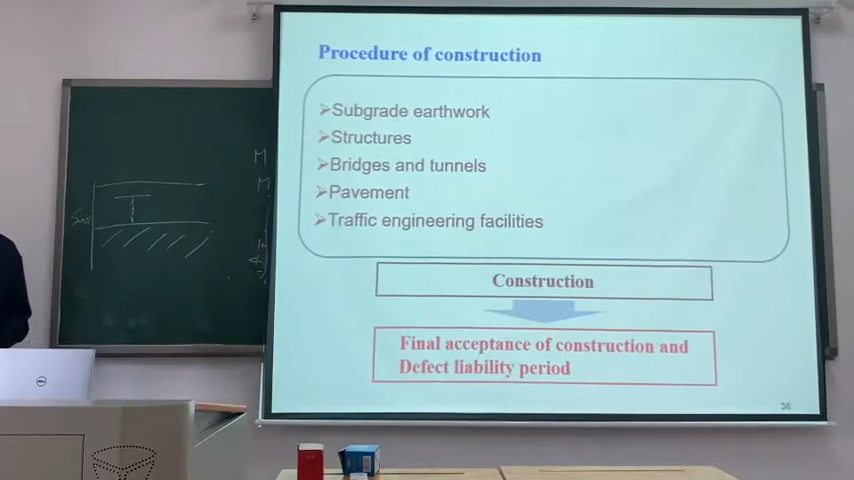 Procedure of construction
➢Subgrade earthwork
➢Structures
➢Bridges and tunnels
➢Pavement
➢Traffic engineering facilities
Construction
Final acceptance of construction and
Defect liability period
36
DELL